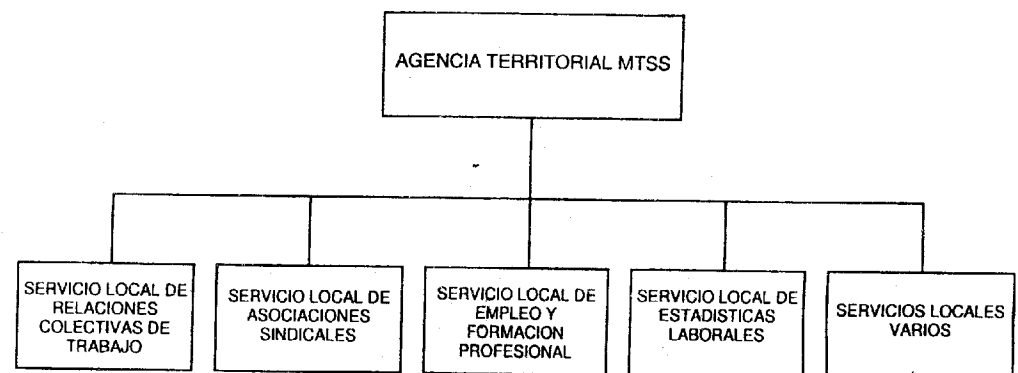 AGENCIA TERRITORIAL MTSS
SERVICIO LOCAL DE
RELACIONES
COLECTIVAS DE
TRABAJO
SERVICIO LOCAL DE
ASOCIACIONES
SINDICALES
SERVICIO LOCAL DE
EMPLEO Y
FORMACION
PROFESIONAL
SERVICIO LOCAL DE
ESTADISTICAS
LABORALES
SERVICIOS LOCALES
VARIOS